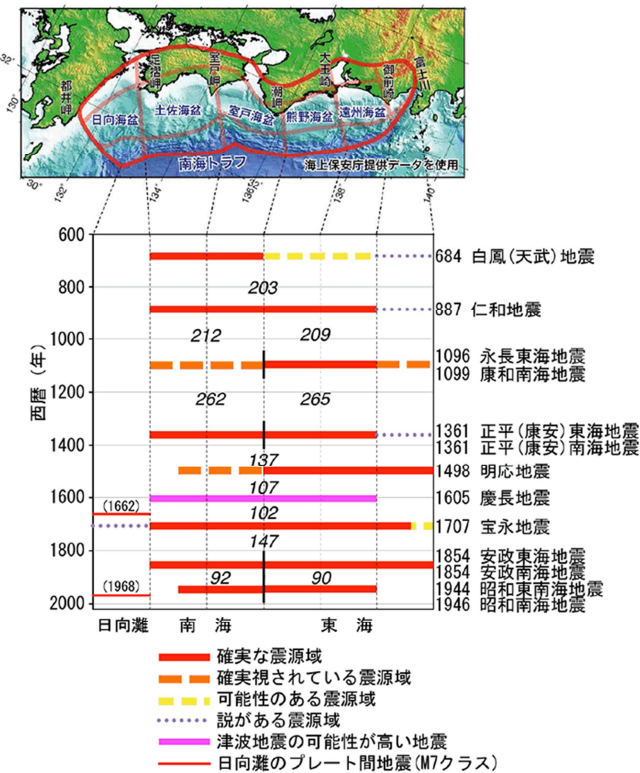 足摺岬
室戸岬
潮岬
大王崎
御前崎
富士川
都井岬
日向海盆
土佐海盆
室戸海盆
熊野海盆
遠州海盆
南海トラフ
海上保安庁提供データを使用
32°
130°
30°
132°
134°
136°
138°
140°
西暦(年)
600
684 白鳳(天武)地震
203
800
887 仁和地震
212
209
1000
1096 永長東海地震
1099 康和南海地震
1200
262
265
1361 正平(康安)東海地震
1361 正平(康安)南海地震
1400
137
1498 明応地震
107
1600
1605 慶長地震
(1662)
102
1707 宝永地震
147
1800
1854 安政東海地震
1854 安政南海地震
92
90
(1968)
1944 昭和東南海地震
1946 昭和南海地震
2000
日向灘 南 海 東 海
確実な震源域
確実視されている震源域
可能性のある震源域
説がある震源域
津波地震の可能性が高い地震
日向灘のプレート間地震(M7クラス)